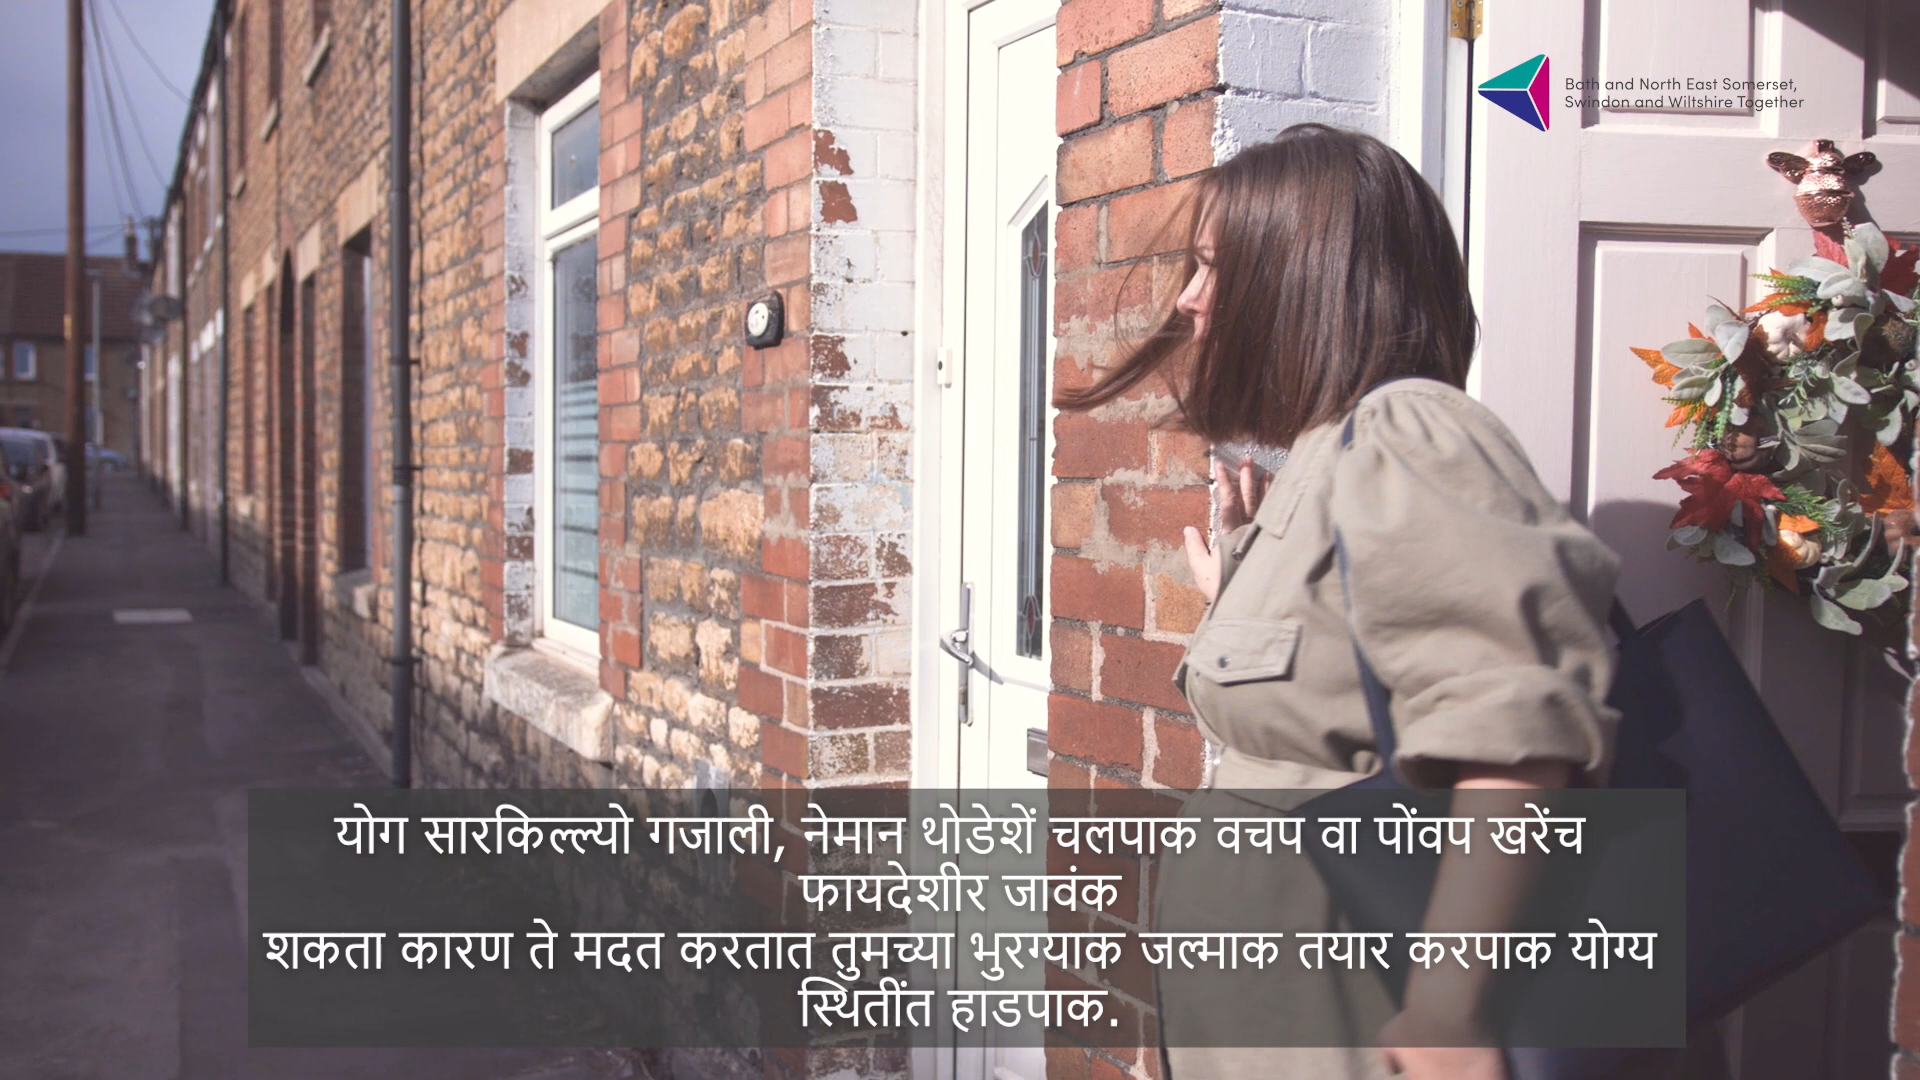 Bath and North East Somerset,
Swindon and Wiltshire Together
योग सारकिल्ल्यो गजाली, नेमान थोडेशें चलपाक वचप वा पोंवप खरेंच
फायदेशीर जावंक
शकता कारण ते मदत करतात तुमच्या भुरग्याक जल्माक तयार करपाक योग्य
स्थितींत हाडपाक.